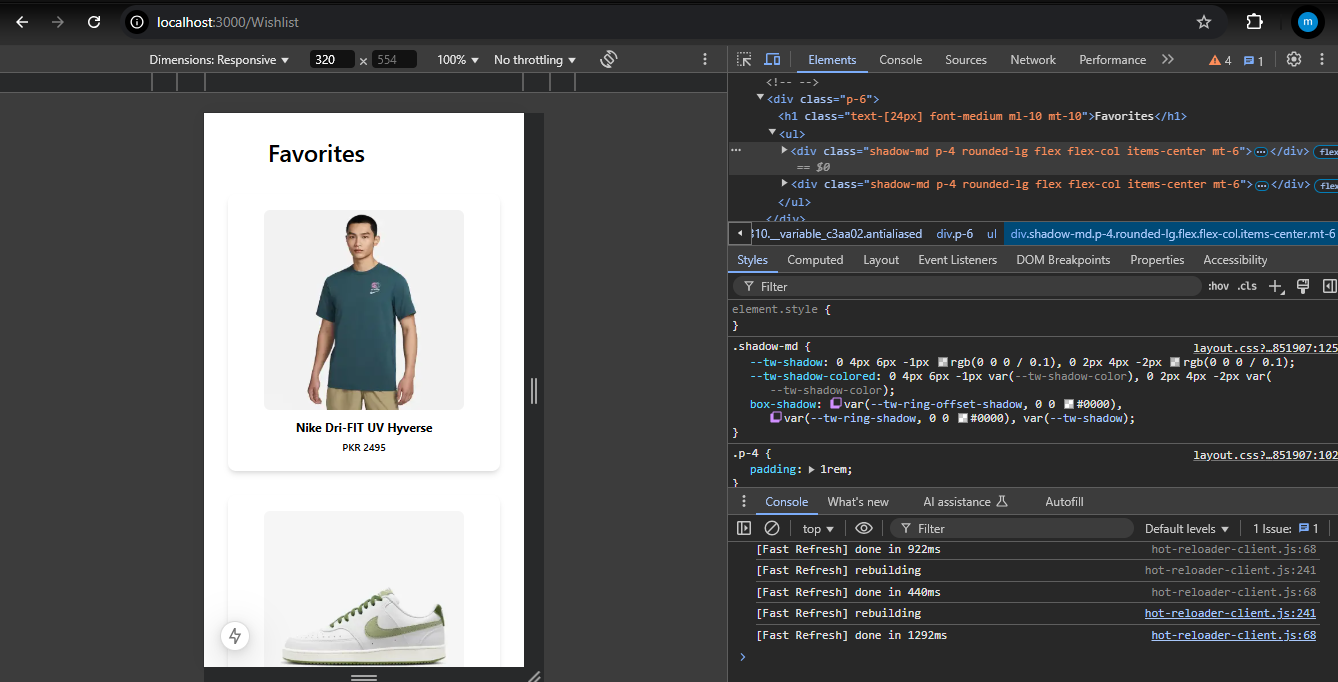 localhost:3000/Wishlist
m
Dimensions: Responsive 320 × 554 100% No throttling
Elements Console Sources Network Performance 4 1
<!-- -->
<div class="p-6">
<h1 class="text-[24px] font-medium ml-10 mt-10">Favorites</h1>
<ul>
<div class="shadow-md p-4 rounded-lg flex flex-col items-center mt-6"> </div> flex
== $0
<div class="shadow-md p-4 rounded-lg flex flex-col items-center mt-6"> </div> flex
</ul>
</div>
310.__variable_c3aa02.antialiased div.p-6 ul div.shadow-md.p-4.rounded-lg.flex.flex-col.items-center.mt-6
Styles Computed Layout Event Listeners DOM Breakpoints Properties Accessibility
Filter :hov .cls
element.style {
}
.shadow-md { layout.css?…851907:125
--tw-shadow: 0 4px 6px -1px rgb(0 0 0 / 0.1), 0 2px 4px -2px rgb(0 0 0 / 0.1);
--tw-shadow-colored: 0 4px 6px -1px var(--tw-shadow-color), 0 2px 4px -2px var(
--tw-shadow-color);
box-shadow: var(--tw-ring-offset-shadow, 0 0 #0000),
var(--tw-ring-shadow, 0 0 #0000), var(--tw-shadow);
}
.p-4 { layout.css?…851907:102
padding: 1rem;
}
Console What's new AI assistance Autofill
top Filter Default levels 1 Issue: 1
[Fast Refresh] done in 922ms hot-reloader-client.js:68
[Fast Refresh] rebuilding hot-reloader-client.js:241
[Fast Refresh] done in 440ms hot-reloader-client.js:68
[Fast Refresh] rebuilding hot-reloader-client.js:241
[Fast Refresh] done in 1292ms hot-reloader-client.js:68
Favorites
Nike Dri-FIT UV Hyverse
PKR 2495